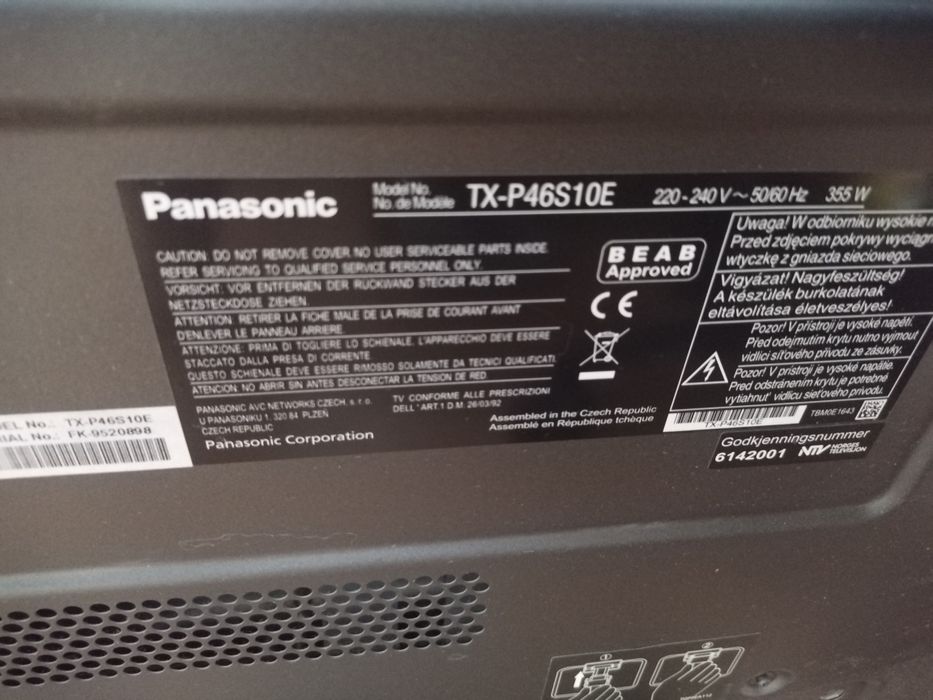 Panasonic
Model No.
No. de Modèle
TX-P46S10E
220 - 240 V ~ 50/60 Hz 355 W
CAUTION: DO NOT REMOVE COVER NO USER SERVICEABLE PARTS INSIDE.
REFER SERVICING TO QUALIFIED SERVICE PERSONNEL ONLY.
VORSICHT: VOR ENTFERNEN DER RÜCKWAND STECKER AUS DER
NETZSTECKDOSE ZIEHEN.
ATTENTION: RETIRER LA FICHE MALE DE LA PRISE DE COURANT AVANT
D'ENLEVER LE PANNEAU ARRIERE.
ATTENZIONE: PRIMA DI TOGLIERE LO SCHIENALE. L'APPARECCHIO DEVE ESSERE
STACCATO DALLA PRESA DI CORRENTE
QUESTO SCHIENALE DEVE ESSERE RIMOSSO SOLAMENTE DA TECNICI QUALIFICATI.
ATENCION: NO ABRIR SIN ANTES DESCONECTAR LA TENSION DE RED.
PANASONIC AVC NETWORKS CZECH, s. r. o.
U PANASONIKU 1, 320 84 PLZEŇ
CZECH REPUBLIC
Panasonic Corporation
TV CONFORME ALLE PRESCRIZIONI
DELL 'ART.1 D.M. 26/03/92
Assembled in the Czech Republic
Assemblé en République tchèque
BEAB
Approved
CE
Uwaga! W odbiorniku wysokie n
Przed zdjęciem pokrywy wyciągn
wtyczkę z gniazda sieciowego.
Vigyázat! Nagyfeszültség!
A készülék burkolatának
eltávolítása életveszélyes!
Pozor! V přístroji je vysoké napětí.
Před odejmutím krytu nutno vyjmout
vidlici síťového přívodu ze zásuvky.
Pozor! V prístroji je vysoké napätie.
Pred odstránením krytu je potrebné
vytiahnuť vidlicu sieťového prívodu.
TX-P46S10E
TBM0E1643
Godkjenningsnummer
6142001 NTV NORGES
TELEVISJON
DEL No.: TX-P46S10E
IAL No.: FK-9520898
1
2